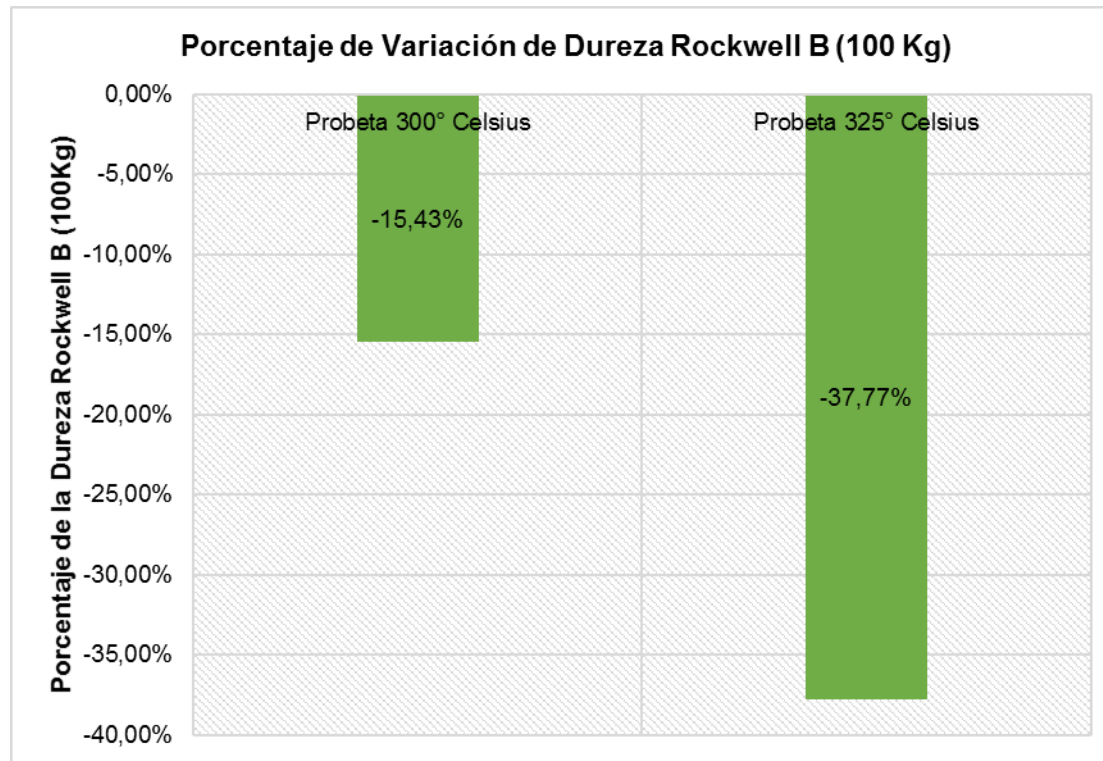 Porcentaje de Variación de Dureza Rockwell B (100 Kg)
Porcentaje de la Dureza Rockwell B (100Kg)
0,00%
-5,00%
-10,00%
-15,00%
-20,00%
-25,00%
-30,00%
-35,00%
-40,00%
Probeta 300° Celsius
Probeta 325° Celsius
-15,43%
-37,77%